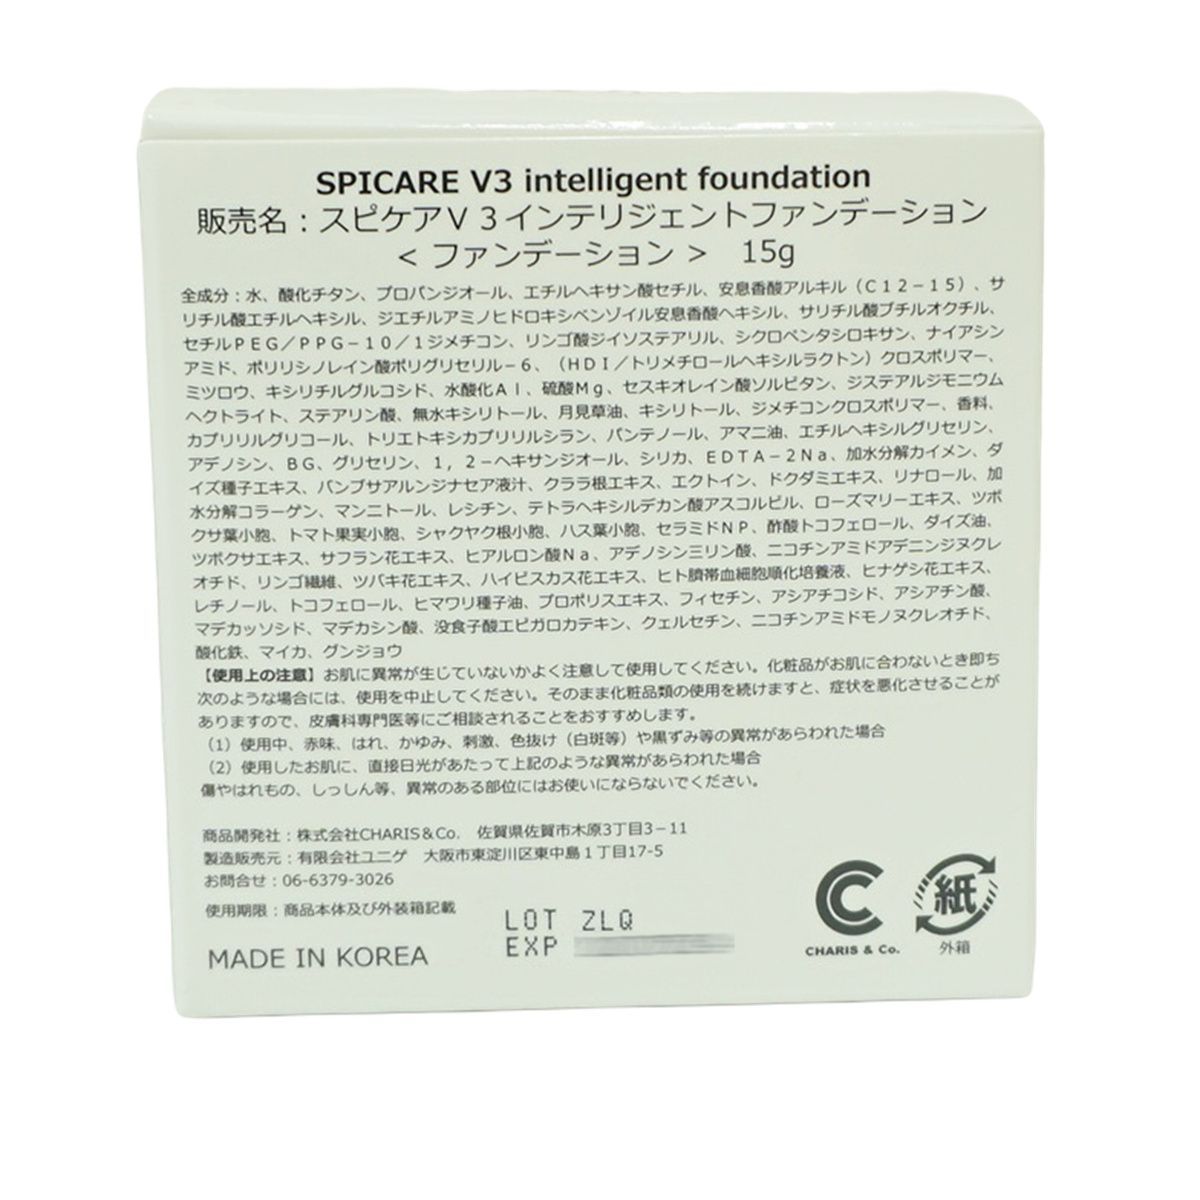 SPICARE V3 intelligent foundation
販売名：スピケアＶ３インテリジェントファンデーション
＜ファンデーション＞　15g
全成分：水、酸化チタン、プロパンジオール、エチルヘキサン酸セチル、安息香酸アルキル（Ｃ１２－１５）、サ
リチル酸エチルヘキシル、ジエチルアミノヒドロキシベンゾイル安息香酸ヘキシル、サリチル酸ブチルオクチル、
セチルＰＥＧ／ＰＰＧ－１０／１ジメチコン、リンゴ酸ジイソステアリル、シクロペンタシロキサン、ナイアシン
アミド、ポリリシノレイン酸ポリグリセリル－６、（ＨＤＩ／トリメチロールヘキシルラクトン）クロスポリマー、
ミツロウ、キシリチルグルコシド、水酸化Ａｌ、硫酸Ｍｇ、セスキオレイン酸ソルビタン、ジステアルジモニウム
ヘクトライト、ステアリン酸、無水キシリトール、月見草油、キシリトール、ジメチコンクロスポリマー、香料、
カプリリルグリコール、トリエトキシカプリリルシラン、パンテノール、アマニ油、エチルヘキシルグリセリン、
アデノシン、ＢＧ、グリセリン、１，２－ヘキサンジオール、シリカ、ＥＤＴＡ－２Ｎａ、加水分解カイメン、ダ
イズ種子エキス、バンブサアルンジナセア液汁、クララ根エキス、エクトイン、ドクダミエキス、リナロール、加
水分解コラーゲン、マンニトール、レシチン、テトラヘキシルデカン酸アスコルビル、ローズマリーエキス、ツボ
クサ葉小胞、トマト果実小胞、シャクヤク根小胞、ハス葉小胞、セラミドＮＰ、酢酸トコフェロール、ダイズ油、
ツボクサエキス、サフラン花エキス、ヒアルロン酸Ｎａ、アデノシン三リン酸、ニコチンアミドアデニンジヌクレ
オチド、リンゴ繊維、ツバキ花エキス、ハイビスカス花エキス、ヒト臍帯血細胞順化培養液、ヒナゲシ花エキス、
レチノール、トコフェロール、ヒマワリ種子油、プロポリスエキス、フィセチン、アシアチコシド、アシアチン酸、
マデカッソシド、マデカシン酸、没食子酸エピガロカテキン、クェルセチン、ニコチンアミドモノヌクレオチド、
酸化鉄、マイカ、グンジョウ
【使用上の注意】お肌に異常が生じていないかよく注意して使用してください。化粧品がお肌に合わないとき即ち
次のような場合には、使用を中止してください。そのまま化粧品類の使用を続けますと、症状を悪化させることが
ありますので、皮膚科専門医等にご相談されることをおすすめします。
（1）使用中、赤味、はれ、かゆみ、刺激、色抜け（白斑等）や黒ずみ等の異常があらわれた場合
（2）使用したお肌に、直接日光があたって上記のような異常があらわれた場合
傷やはれもの、しっしん等、異常のある部位にはお使いにならないでください。
商品開発社：株式会社CHARIS＆Co.　佐賀県佐賀市木原3丁目3－11
製造販売元：有限会社ユニゲ　大阪市東淀川区東中島１丁目17-5
お問合せ：06-6379-3026
使用期限：商品本体及び外装箱記載
LOT ZLQ
EXP
MADE IN KOREA
CHARIS & Co.
紙
外箱